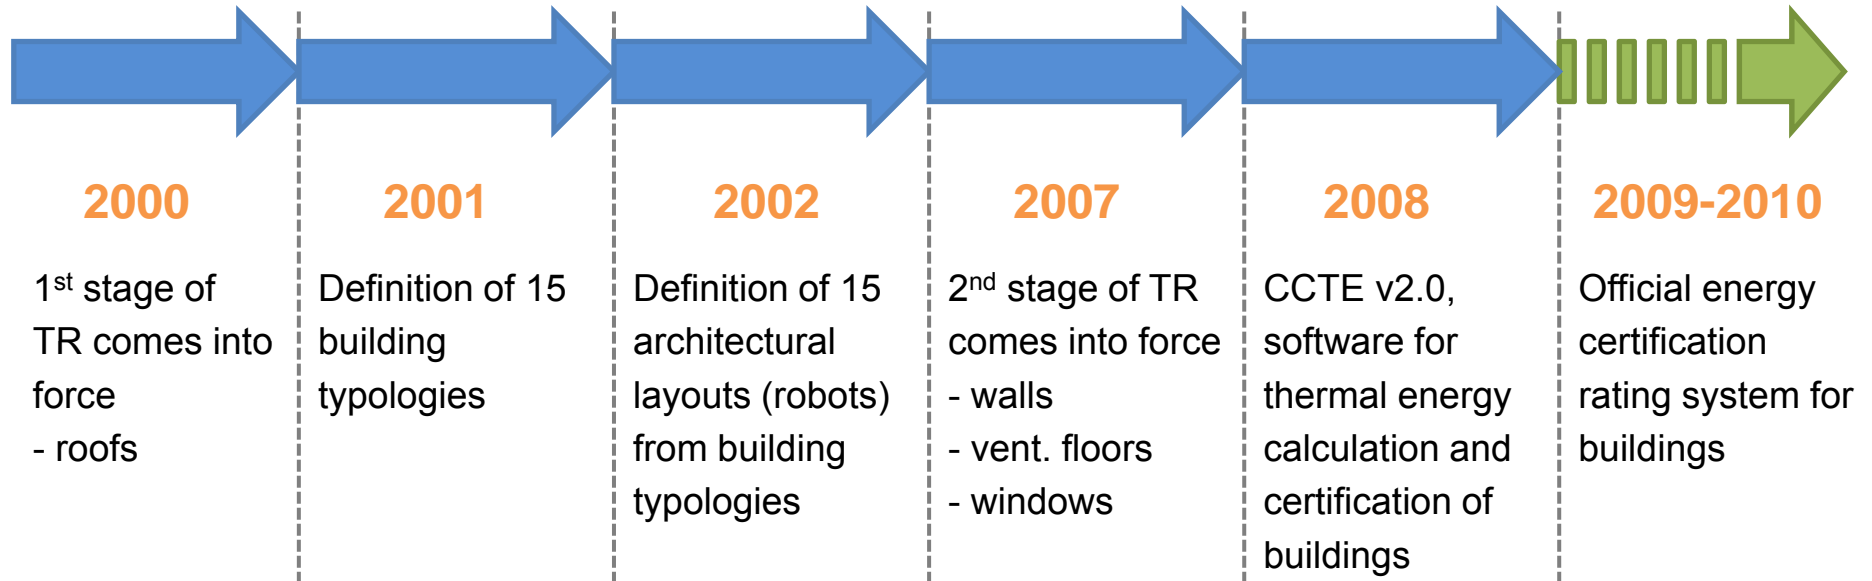 2000
1st stage of
TR comes into
force
- roofs
2001
Definition of 15
building
typologies
2002
Definition of 15
architectural
layouts (robots)
from building
typologies
2007
2nd stage of TR
comes into force
- walls
- vent. floors
- windows
2008
CCTE v2.0,
software for
thermal energy
calculation and
certification of
buildings
2009-2010
Official energy
certification
rating system for
buildings